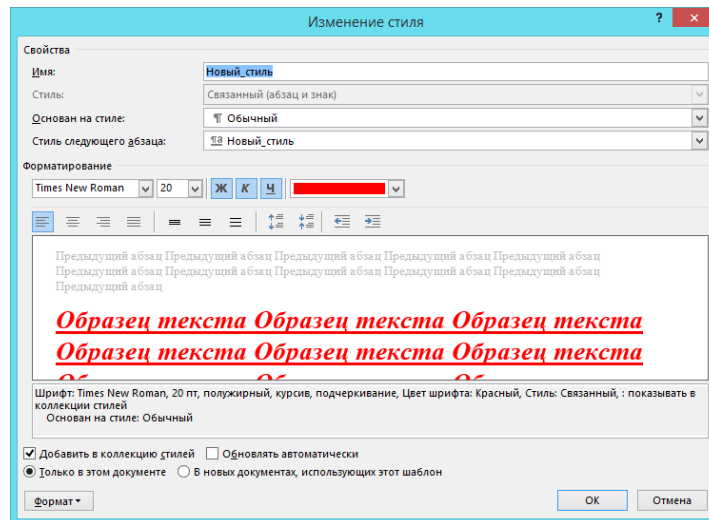 Изменение стиля ? ×
Свойства
Имя: Новый_стиль
Стиль: Связанный (абзац и знак)
Основан на стиле: ¶ Обычный
Стиль следующего абзаца: ¶a Новый_стиль
Форматирование
Times New Roman 20 Ж К Ч
Предыдущий абзац Предыдущий абзац Предыдущий абзац Предыдущий абзац Предыдущий абзац
Предыдущий абзац Предыдущий абзац Предыдущий абзац Предыдущий абзац Предыдущий абзац
Предыдущий абзац
Образец текста Образец текста Образец текста
Образец текста Образец текста Образец текста
Шрифт: Times New Roman, 20 пт, полужирный, курсив, подчеркивание, Цвет шрифта: Красный, Стиль: Связанный, : показывать в
коллекции стилей
Основан на стиле: Обычный
Добавить в коллекцию стилей Обновлять автоматически
Только в этом документе В новых документах, использующих этот шаблон
Формат ОК Отмена